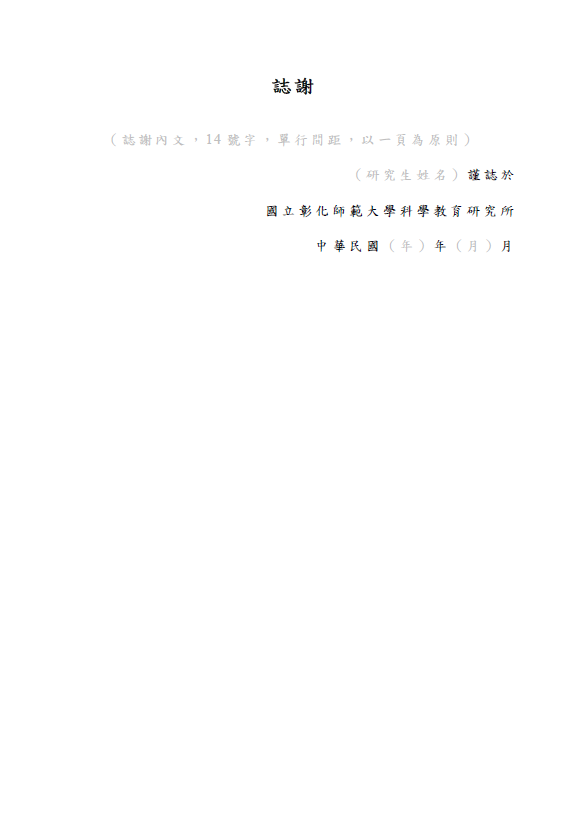 誌謝
（誌謝內文，14 號字，單行間距，以一頁為原則）
（研究生姓名）謹誌於
國立彰化師範大學科學教育研究所
中華民國（年）年（月）月